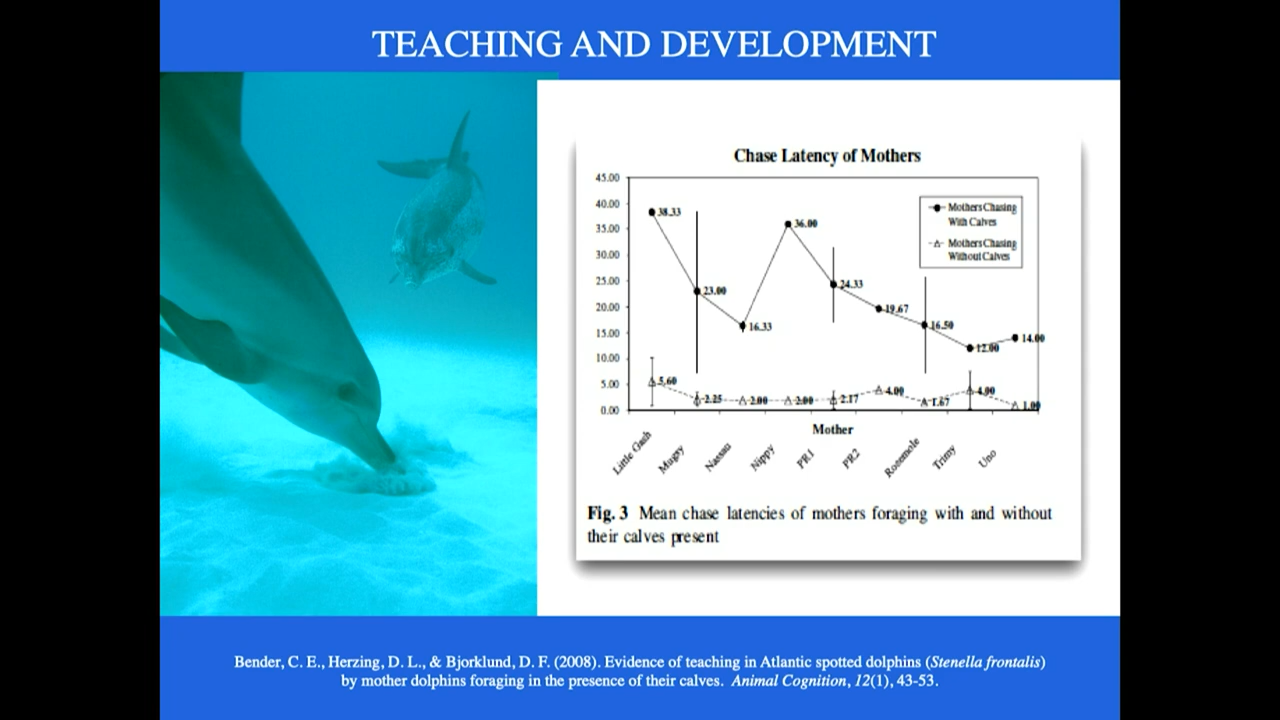 TEACHING AND DEVELOPMENT
Chase Latency of Mothers
45.00
40.00
35.00
30.00
25.00
20.00
15.00
10.00
5.00
0.00
38.33
23.00
16.33
36.00
24.33
19.67
16.50
12.00
14.00
5.60
2.25
2.00
2.00
2.17
4.00
1.67
4.00
1.00
Mothers Chasing
With Calves
Mothers Chasing
Without Calves
Mother
Little Gash
Mugsy
Nassau
Nippy
PR1
PR2
Rosemole
Trimy
Uno
Fig. 3 Mean chase latencies of mothers foraging with and without
their calves present
Bender, C. E., Herzing, D. L., & Bjorklund, D. F. (2008). Evidence of teaching in Atlantic spotted dolphins (Stenella frontalis)
by mother dolphins foraging in the presence of their calves. Animal Cognition, 12(1), 43-53.